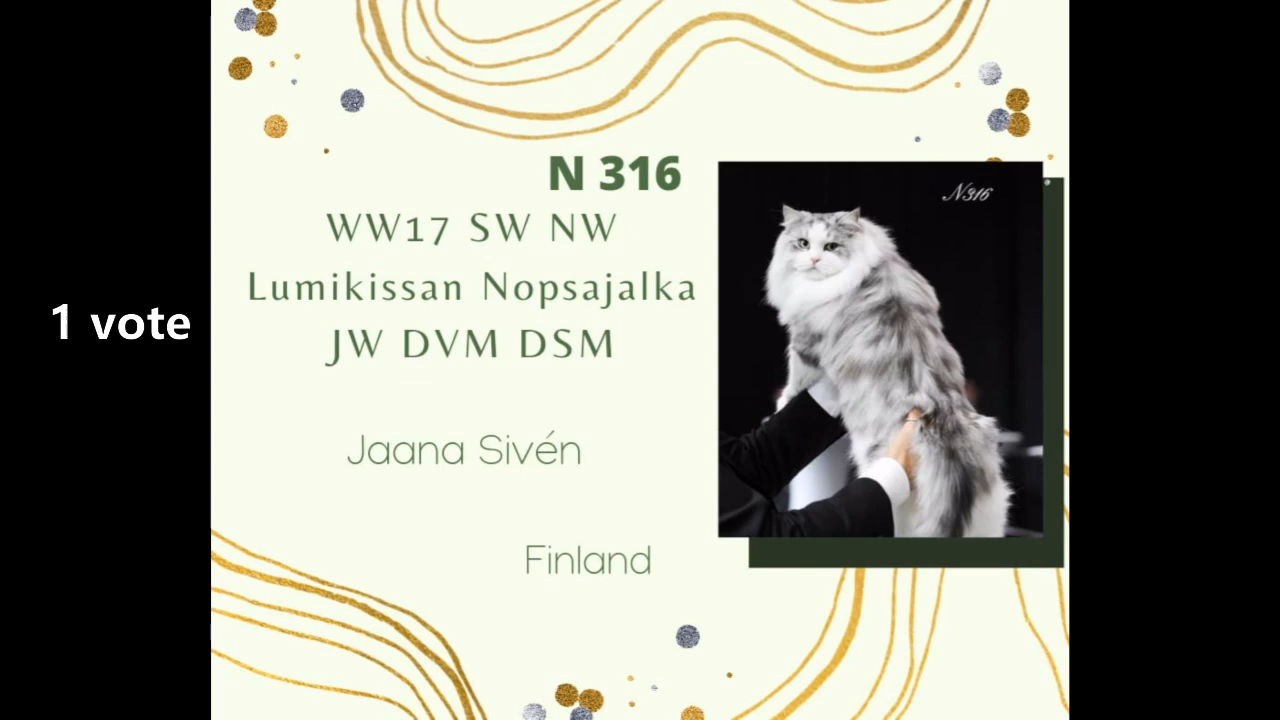 1 vote
N 316
WW17 SW NW
Lumikissan Nopsajalka
JW DVM DSM
Jaana Sivén
Finland
N316